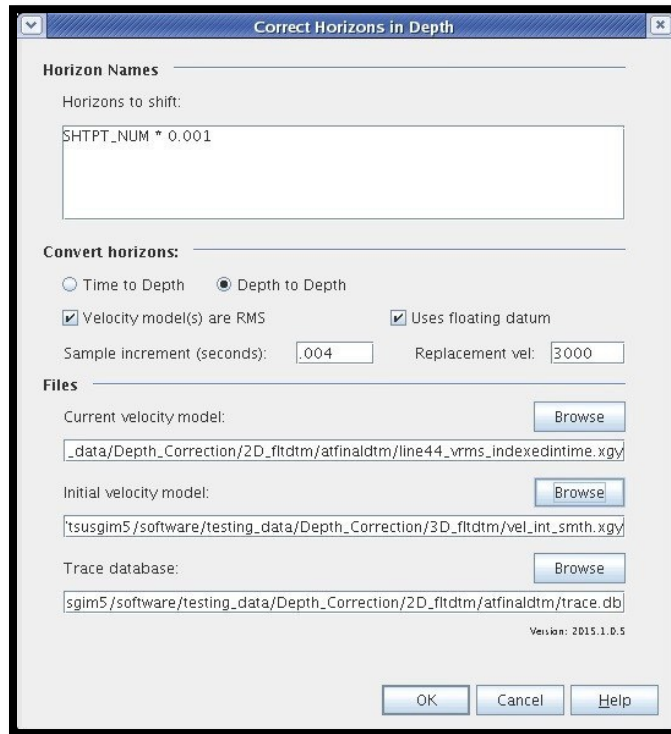 Correct Horizons in Depth
Horizon Names
Horizons to shift:
SHTPT_NUM * 0.001
Convert horizons:
Time to Depth Depth to Depth
Velocity model(s) are RMS Uses floating datum
Sample increment (seconds): .004 Replacement vel: 3000
Files
Current velocity model: Browse
_data/Depth_Correction/2D_fltdtm/atfinaldtm/line44_vrms_indexedintime.xgy
Initial velocity model: Browse
'tsusgim5/software/testing_data/Depth_Correction/3D_fltdtm/vel_int_smth.xgy
Trace database: Browse
sgim5/software/testing_data/Depth_Correction/2D_fltdtm/atfinaldtm/trace.db
Version: 2015.1.0.5
OK Cancel Help